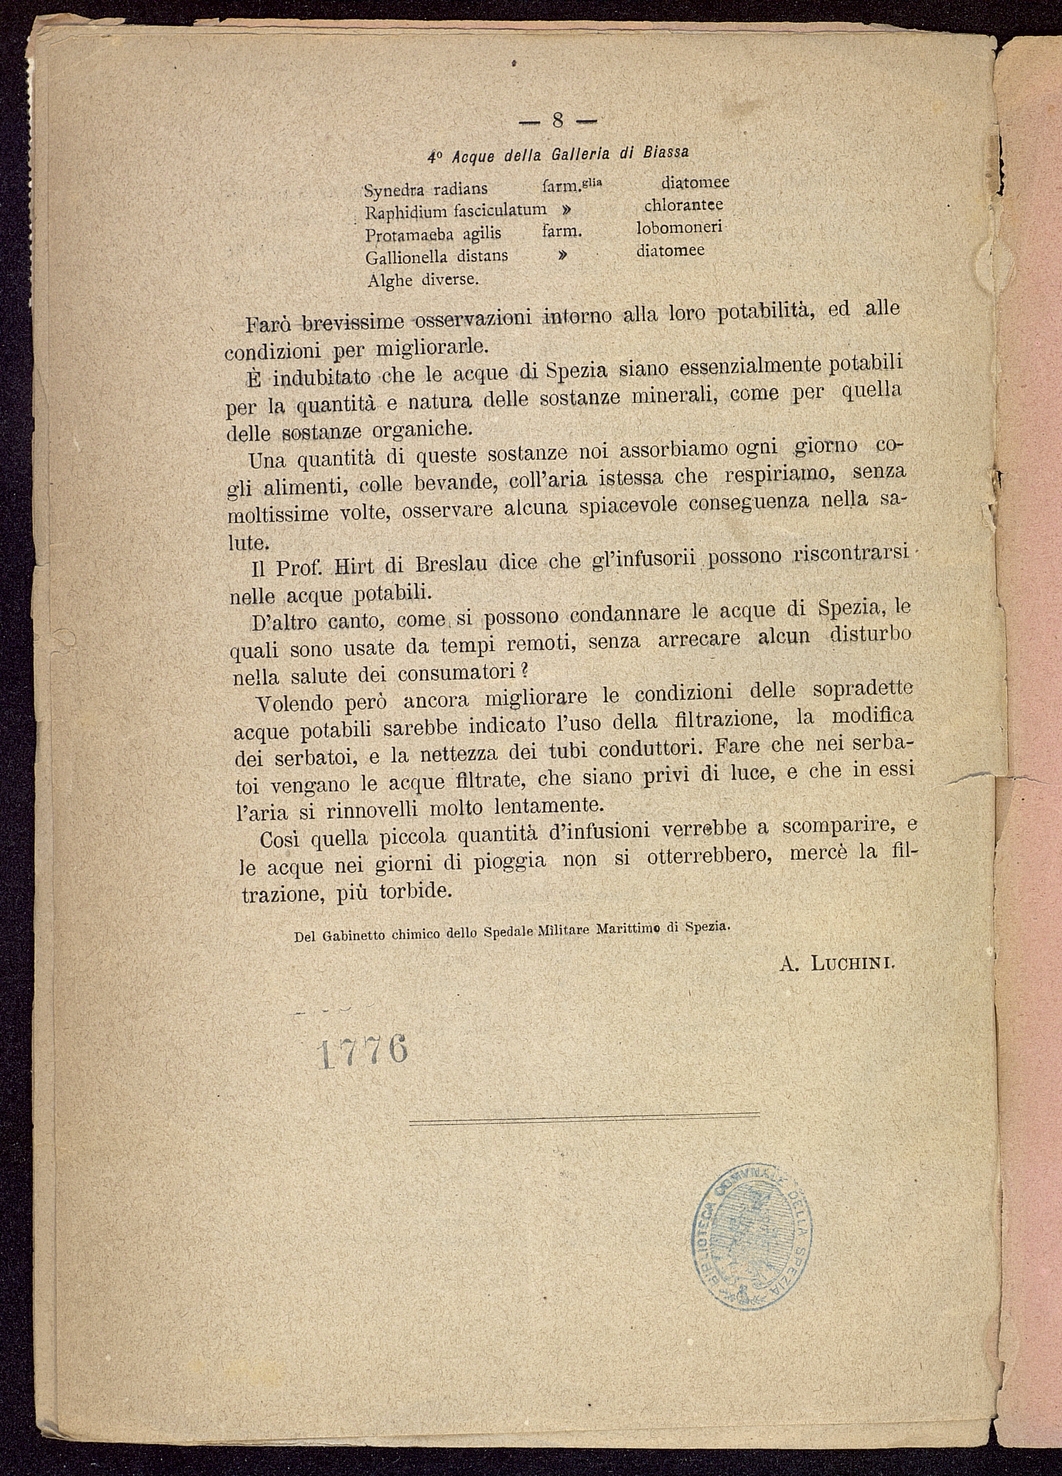 — 8 —
4º Acque della Galleria di Biassa
Synedra radians farm.glia diatomee
Raphidium fasciculatum » chlorantee
Protamaeba agilis farm. lobomoneri
Gallionella distans » diatomee
Alghe diverse.
Farò brevissime osservazioni intorno alla loro potabilità, ed alle
condizioni per migliorarle.
È indubitato che le acque di Spezia siano essenzialmente potabili
per la quantità e natura delle sostanze minerali, come per quella
delle sostanze organiche.
Una quantità di queste sostanze noi assorbiamo ogni giorno co-
gli alimenti, colle bevande, coll'aria istessa che respiriamo, senza
moltissime volte, osservare alcuna spiacevole conseguenza nella sa-
lute.
Il Prof. Hirt di Breslau dice che gl'infusorii possono riscontrarsi
nelle acque potabili.
D'altro canto, come si possono condannare le acque di Spezia, le
quali sono usate da tempi remoti, senza arrecare alcun disturbo
nella salute dei consumatori?
Volendo però ancora migliorare le condizioni delle sopradette
acque potabili sarebbe indicato l'uso della filtrazione, la modifica
dei serbatoi, e la nettezza dei tubi conduttori. Fare che nei serba-
toi vengano le acque filtrate, che siano privi di luce, e che in essi
l'aria si rinnovelli molto lentamente.
Così quella piccola quantità d'infusioni verrebbe a scomparire, e
le acque nei giorni di pioggia non si otterrebbero, mercè la fil-
trazione, più torbide.
Del Gabinetto chimico dello Spedale Militare Marittimo di Spezia.
A. LUCHINI.
1776
BIBLIOTECA COMVNALE DELLA SPEZIA